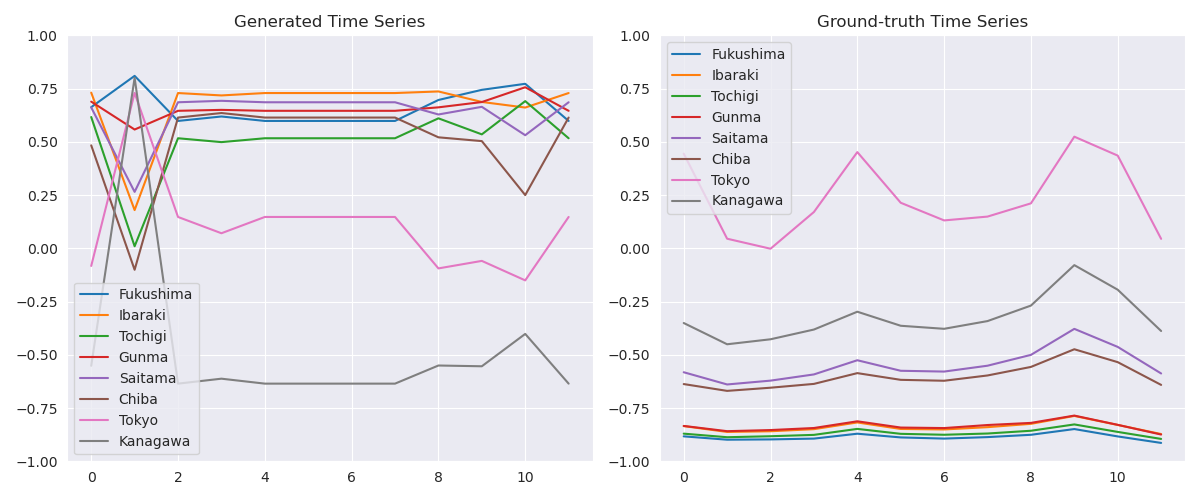 Generated Time Series
1.00
0.75
0.50
0.25
0.00
−0.25
−0.50
−0.75
−1.00
Fukushima
Ibaraki
Tochigi
Gunma
Saitama
Chiba
Tokyo
Kanagawa
0 2 4 6 8 10
Ground-truth Time Series
1.00
0.75
0.50
0.25
0.00
−0.25
−0.50
−0.75
−1.00
Fukushima
Ibaraki
Tochigi
Gunma
Saitama
Chiba
Tokyo
Kanagawa
0 2 4 6 8 10